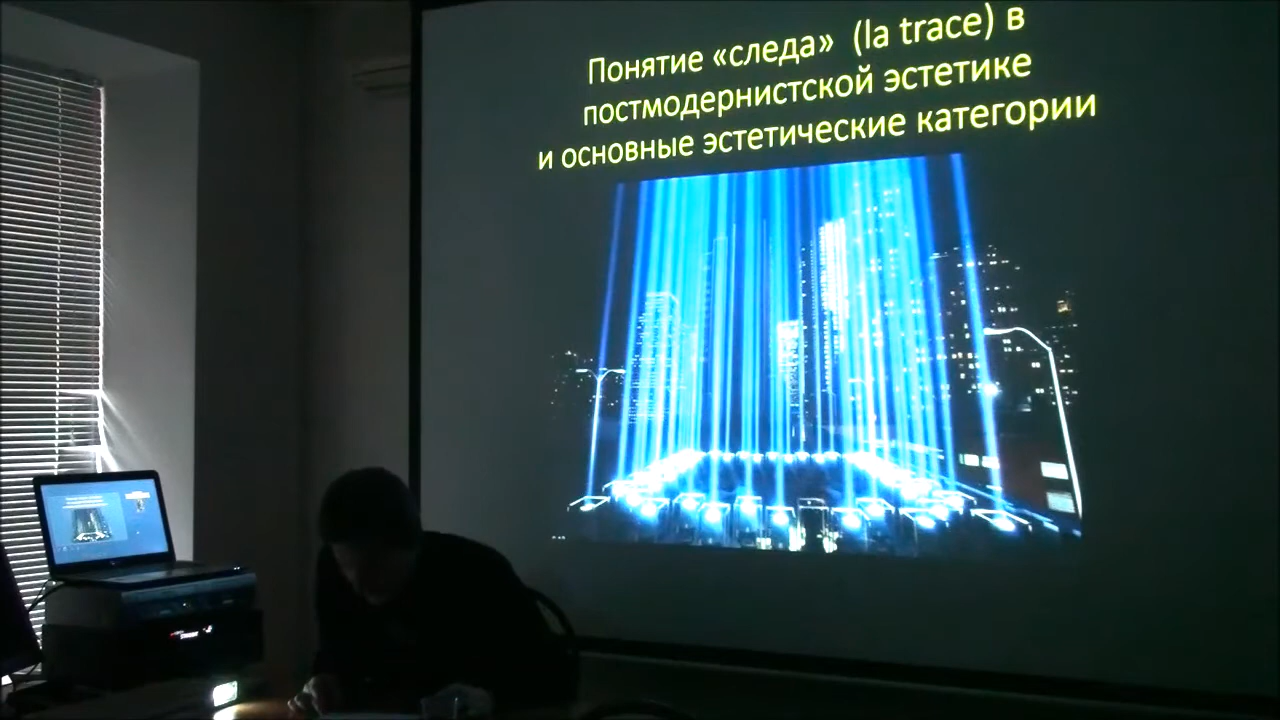 Понятие «следа» (la trace) в
постмодернистской эстетике
и основные эстетические категории